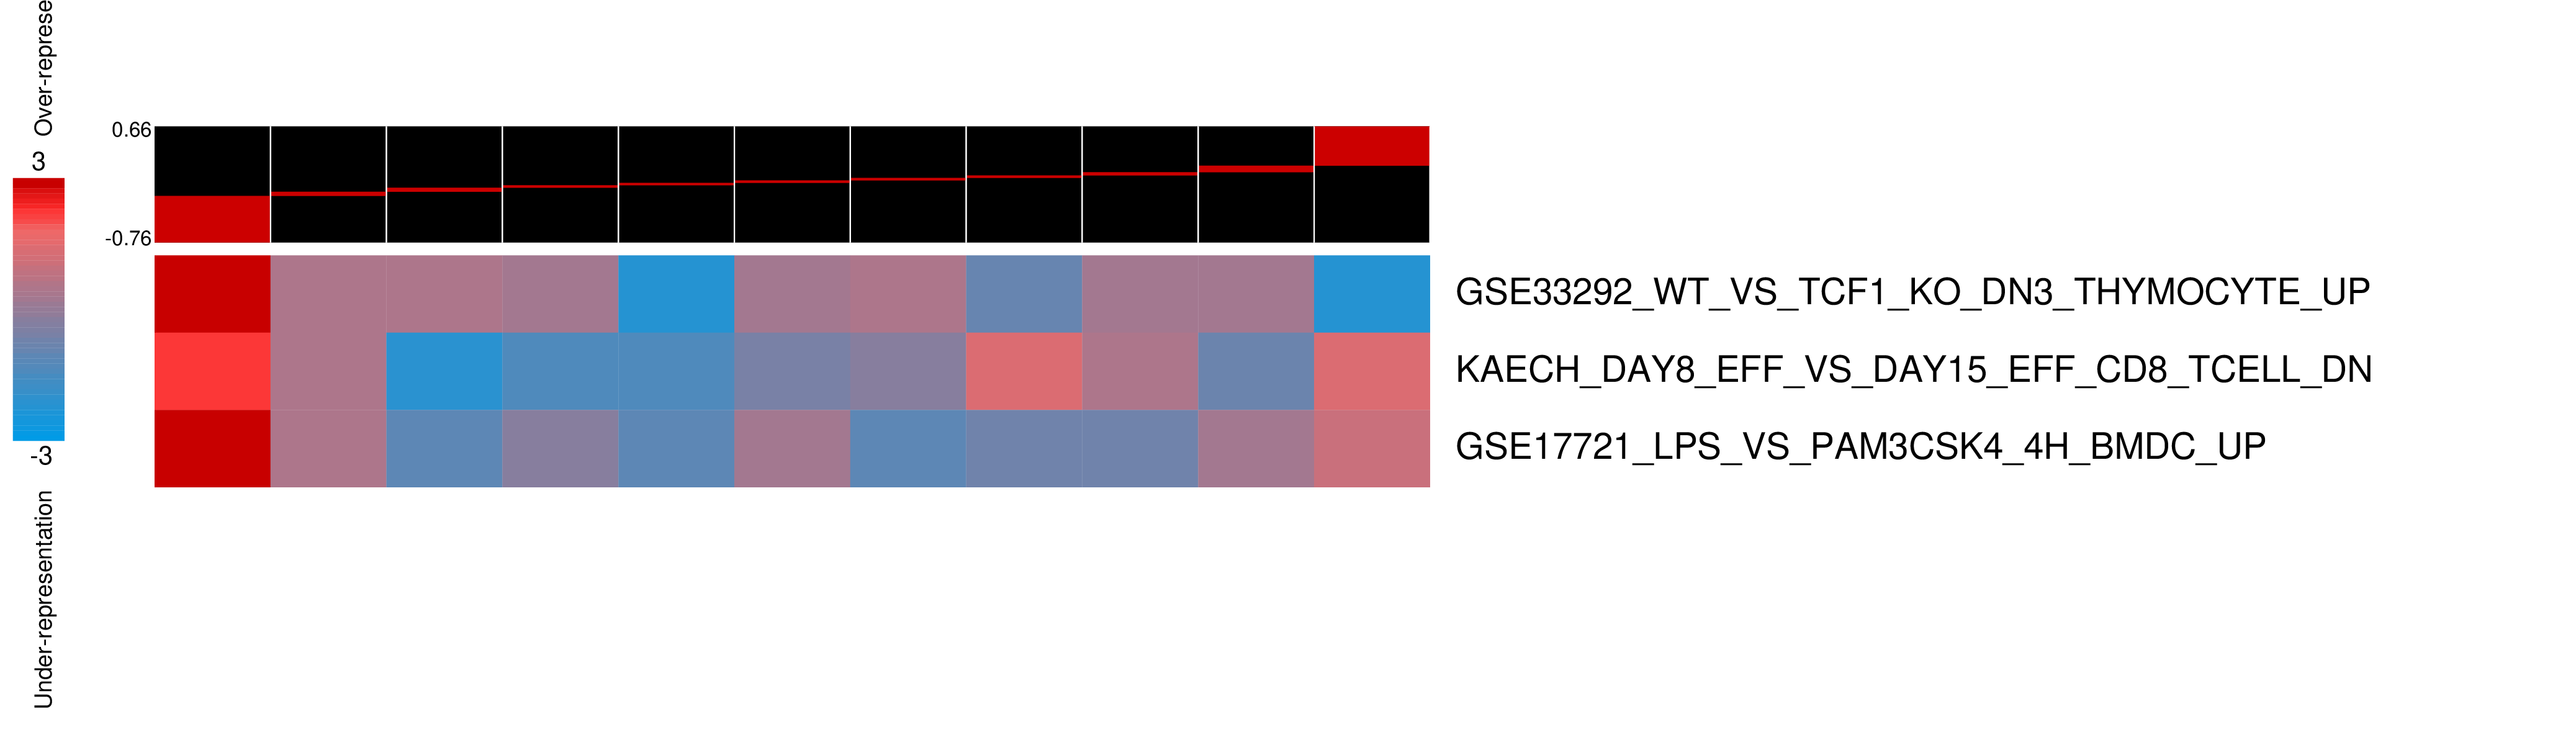 Over-represe
3
-3
Under-representation
0.66
-0.76
GSE33292_WT_VS_TCF1_KO_DN3_THYMOCYTE_UP
KAECH_DAY8_EFF_VS_DAY15_EFF_CD8_TCELL_DN
GSE17721_LPS_VS_PAM3CSK4_4H_BMDC_UP